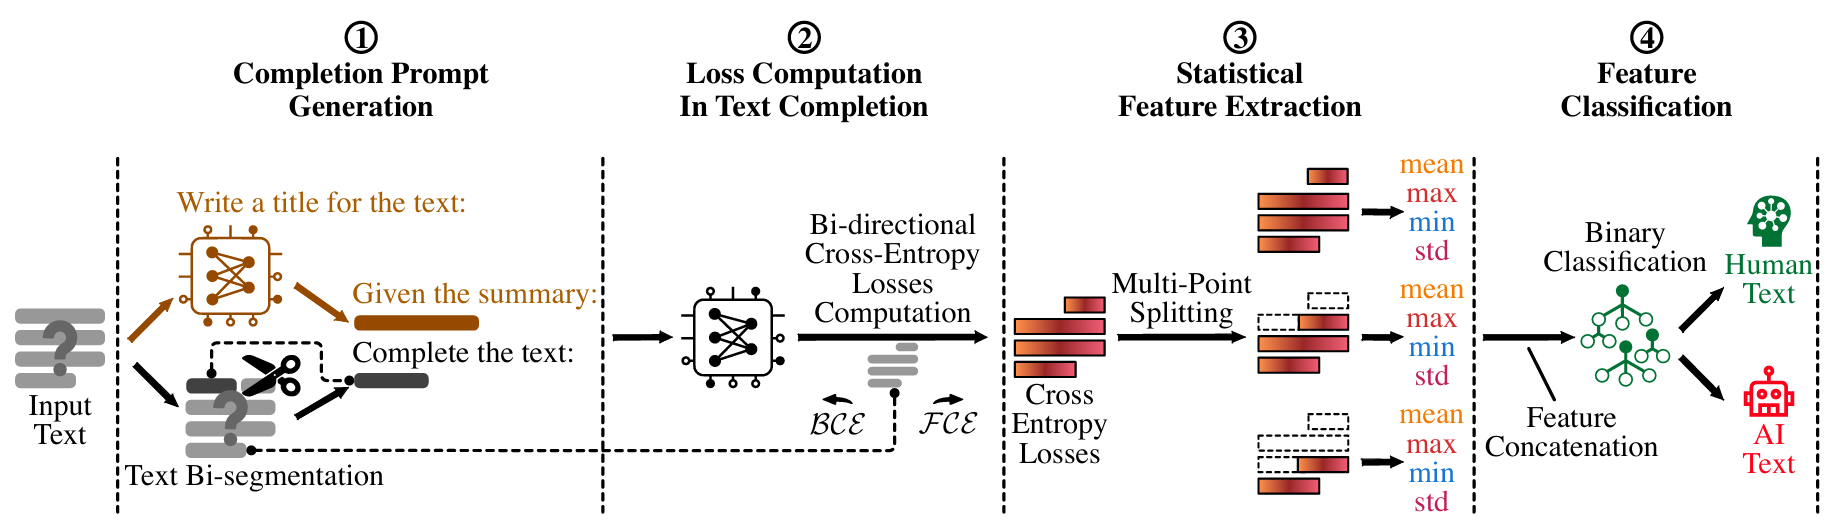 ①
Completion Prompt
Generation
②
Loss Computation
In Text Completion
③
Statistical
Feature Extraction
④
Feature
Classification
?
Input
Text
Write a title for the text:
Given the summary:
Complete the text:
?
Text Bi-segmentation
Bi-directional
Cross-Entropy
Losses
Computation
BCE
FCE
Cross
Entropy
Losses
Multi-Point
Splitting
mean
max
min
std
mean
max
min
std
mean
max
min
std
Feature
Concatenation
Binary
Classification
Human
Text
AI
Text